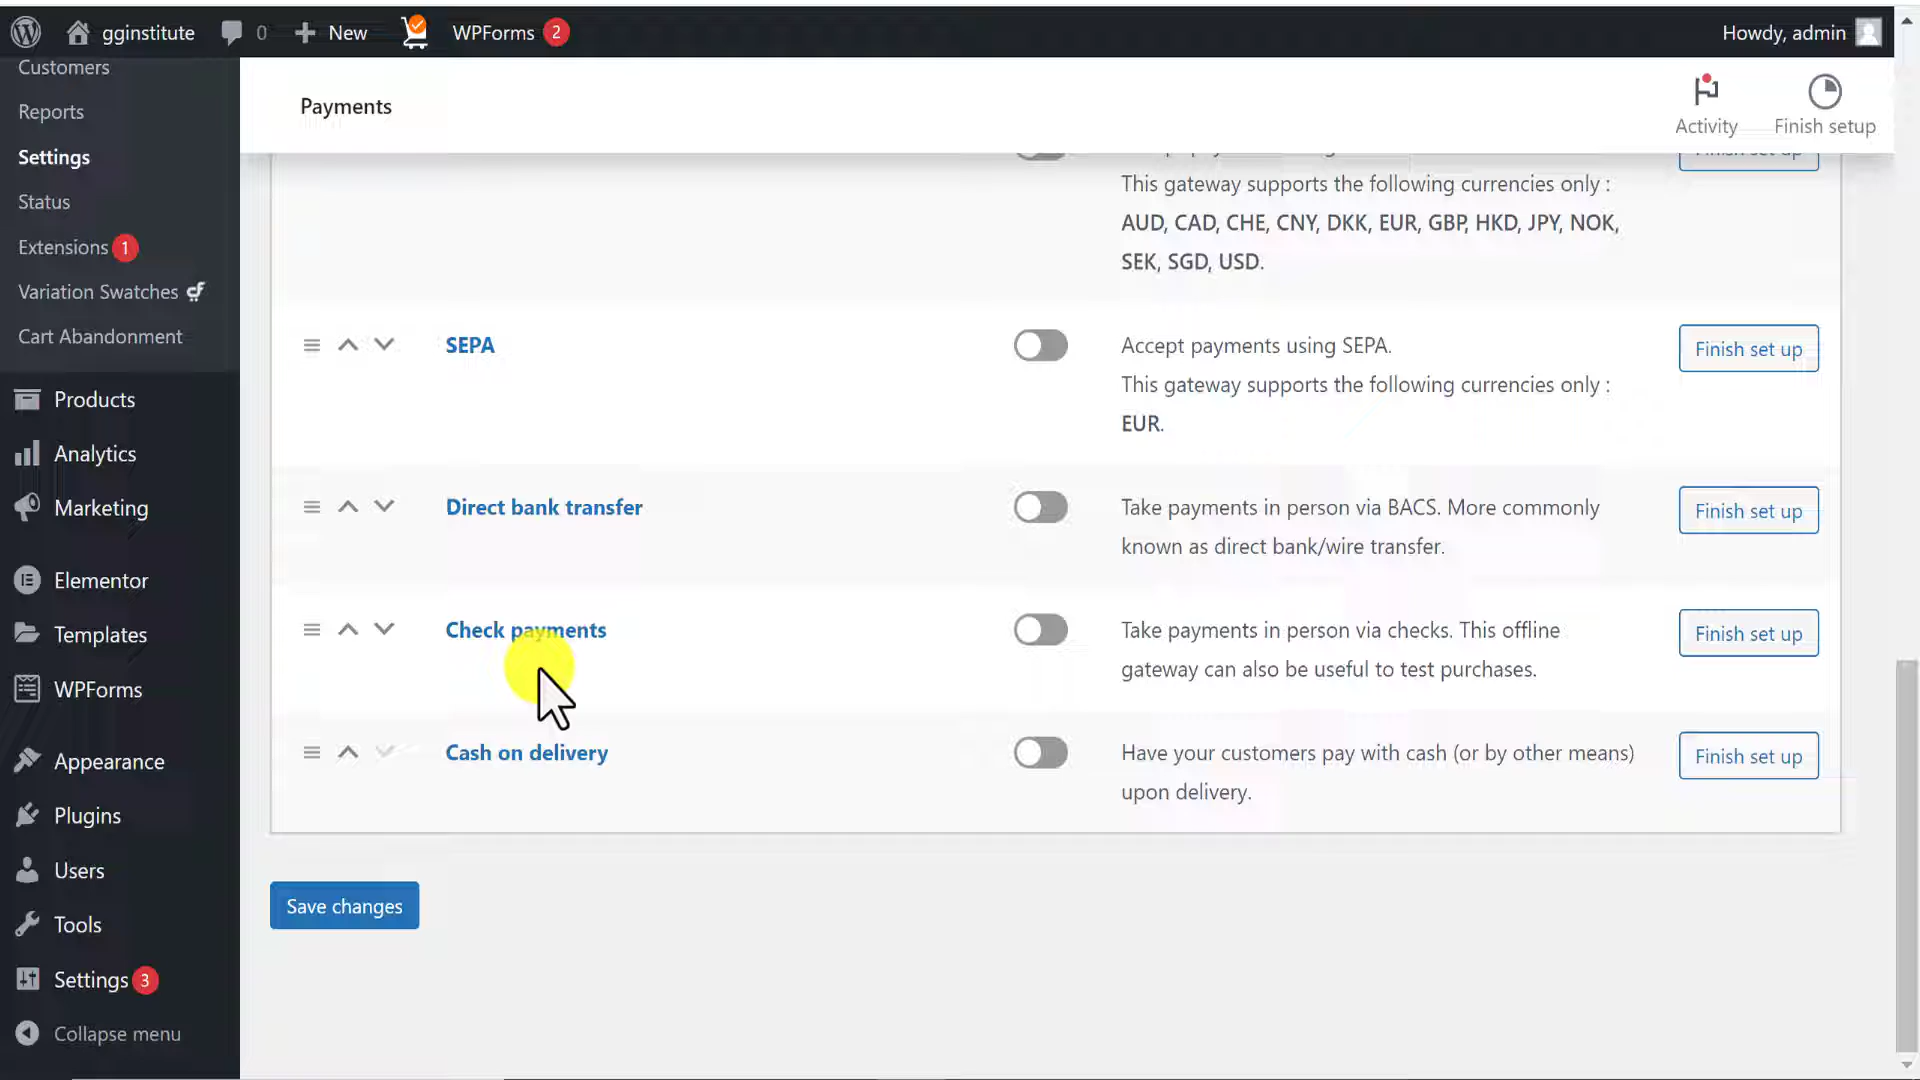 gginstitute 0 New WPForms 2 Howdy, admin
Customers
Reports
Settings
Status
Extensions 1
Variation Swatches
Cart Abandonment
Products
Analytics
Marketing
Elementor
Templates
WPForms
Appearance
Plugins
Users
Tools
Settings 3
Collapse menu
Payments
Activity
Finish setup
This gateway supports the following currencies only :
AUD, CAD, CHE, CNY, DKK, EUR, GBP, HKD, JPY, NOK,
SEK, SGD, USD.
Finish set up
SEPA
Accept payments using SEPA.
This gateway supports the following currencies only :
EUR.
Finish set up
Direct bank transfer
Take payments in person via BACS. More commonly
known as direct bank/wire transfer.
Finish set up
Check payments
Take payments in person via checks. This offline
gateway can also be useful to test purchases.
Finish set up
Cash on delivery
Have your customers pay with cash (or by other means)
upon delivery.
Finish set up
Save changes